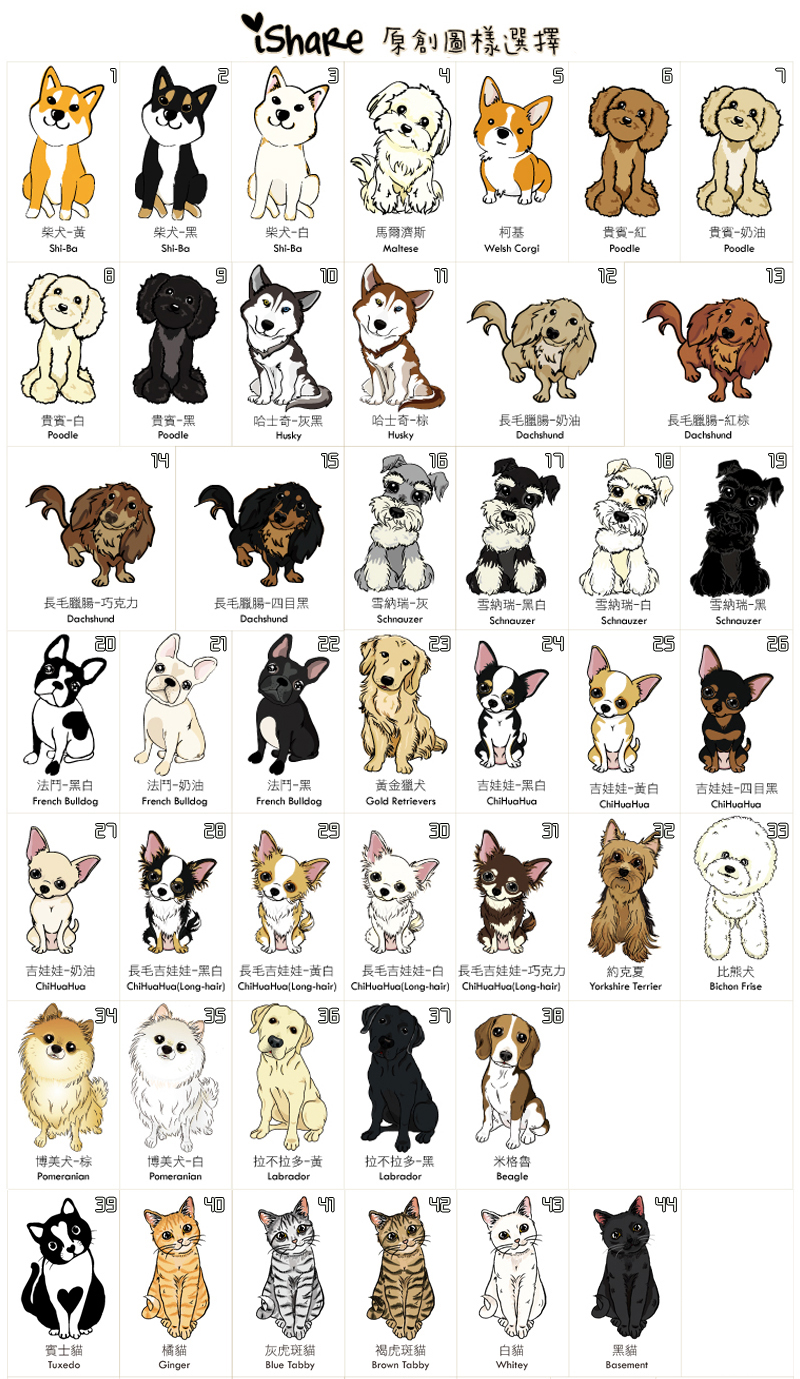 iShaRe 原創圖樣選擇
1 2 3 4 5 6 7
柴犬-黃 柴犬-黑 柴犬-白 馬爾濟斯 柯基 貴賓-紅 貴賓-奶油
Shi-Ba Shi-Ba Shi-Ba Maltese Welsh Corgi Poodle Poodle
8 9 10 11 12 13
貴賓-白 貴賓-黑 哈士奇-灰黑 哈士奇-棕 長毛臘腸-奶油 長毛臘腸-紅棕
Poodle Poodle Husky Husky Dachshund Dachshund
14 15 16 17 18 19
長毛臘腸-巧克力 長毛臘腸-四目黑 雪納瑞-灰 雪納瑞-黑白 雪納瑞-白 雪納瑞-黑
Dachshund Dachshund Schnauzer Schnauzer Schnauzer Schnauzer
20 21 22 23 24 25 26
法鬥-黑白 法鬥-奶油 法鬥-黑 黃金獵犬 吉娃娃-黑白 吉娃娃-黃白 吉娃娃-四目黑
French Bulldog French Bulldog French Bulldog Gold Retrievers ChiHuaHua ChiHuaHua ChiHuaHua
27 28 29 30 31 32 33
吉娃娃-奶油 長毛吉娃娃-黑白 長毛吉娃娃-黃白 長毛吉娃娃-白 長毛吉娃娃-巧克力 約克夏 比熊犬
ChiHuaHua ChiHuaHua(Long-hair) ChiHuaHua(Long-hair) ChiHuaHua(Long-hair) ChiHuaHua(Long-hair) Yorkshire Terrier Bichon Frise
34 35 36 37 38
博美犬-棕 博美犬-白 拉不拉多-黃 拉不拉多-黑 米格魯
Pomeranian Pomeranian Labrador Labrador Beagle
39 40 41 42 43 44
賓士貓 橘貓 灰虎斑貓 褐虎斑貓 白貓 黑貓
Tuxedo Ginger Blue Tabby Brown Tabby Whitey Basement